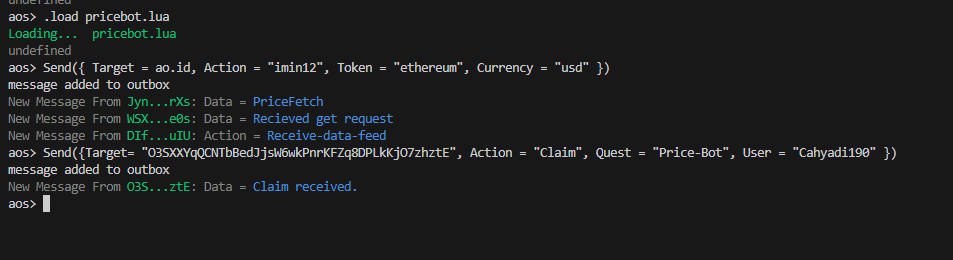 undefined
aos> .load pricebot.lua
Loading...  pricebot.lua
undefined
aos> Send({ Target = ao.id, Action = "imin12", Token = "ethereum", Currency = "usd" })
message added to outbox
New Message From Jyn...rXs: Data = PriceFetch
New Message From WSX...e0s: Data = Recieved get request
New Message From DIf...uIU: Action = Receive-data-feed
aos> Send({Target= "O3SXXYqQCNTbBedJjsW6wkPnrKFZq8DPLkKjO7zhztE", Action = "Claim", Quest = "Price-Bot", User = "Cahyadi190" })
message added to outbox
New Message From O3S...ztE: Data = Claim received.
aos>